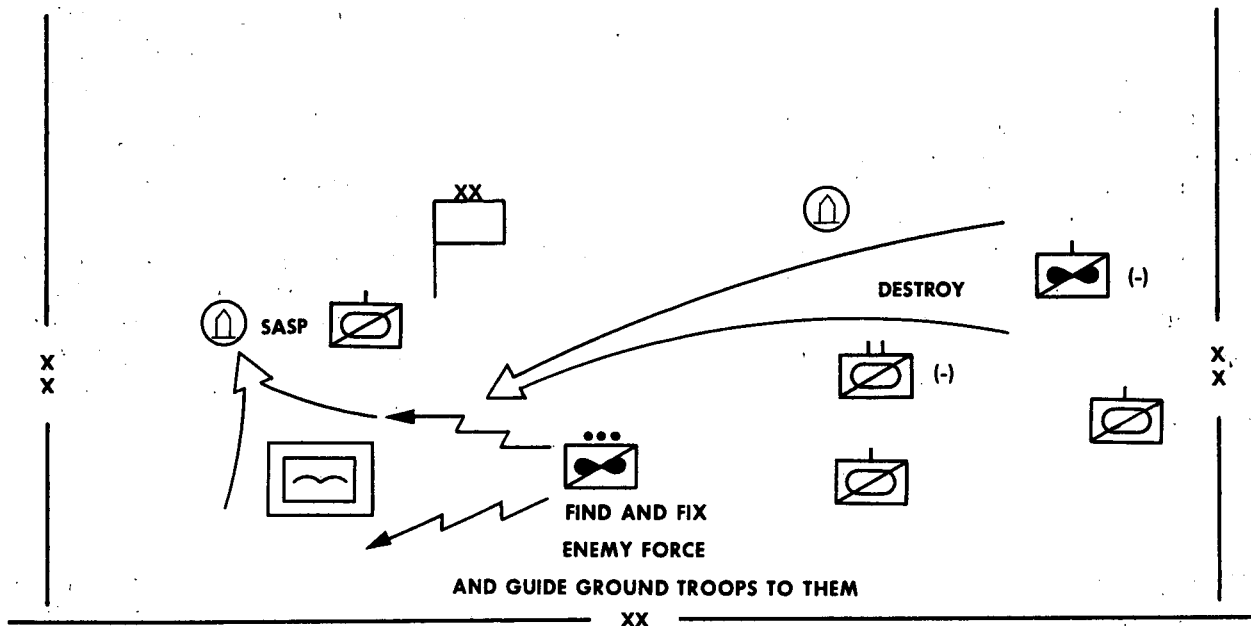 XX
DESTROY
(-)
SASP
X
X
X
X
(-)
FIND AND FIX
ENEMY FORCE
AND GUIDE GROUND TROOPS TO THEM
XX